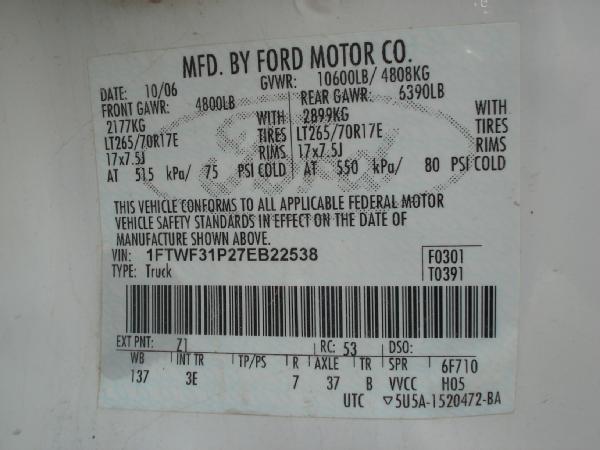 MFD. BY FORD MOTOR CO.
DATE: 10/06 GVWR: 10600LB/ 4808KG
FRONT GAWR: 4800LB REAR GAWR: 6390LB
2177KG WITH 2899KG WITH
LT265/70R17E TIRES LT265/70R17E TIRES
17x7.5J RIMS 17x7.5J RIMS
AT 515 kPa/ 75 PSI COLD AT 550 kPa/ 80 PSI COLD
Ford
THIS VEHICLE CONFORMS TO ALL APPLICABLE FEDERAL MOTOR
VEHICLE SAFETY STANDARDS IN EFFECT ON THE DATE OF
MANUFACTURE SHOWN ABOVE.
VIN: 1FTWF31P27EB22538 F0301
TYPE: Truck T0391
EXT PNT: Z1 RC: 53 DSO:
WB INT TR TP/PS R AXLE TR SPR 6F710
137 3E 7 37 B VVCC H05
UTC ▽5U5A-1520472-BA